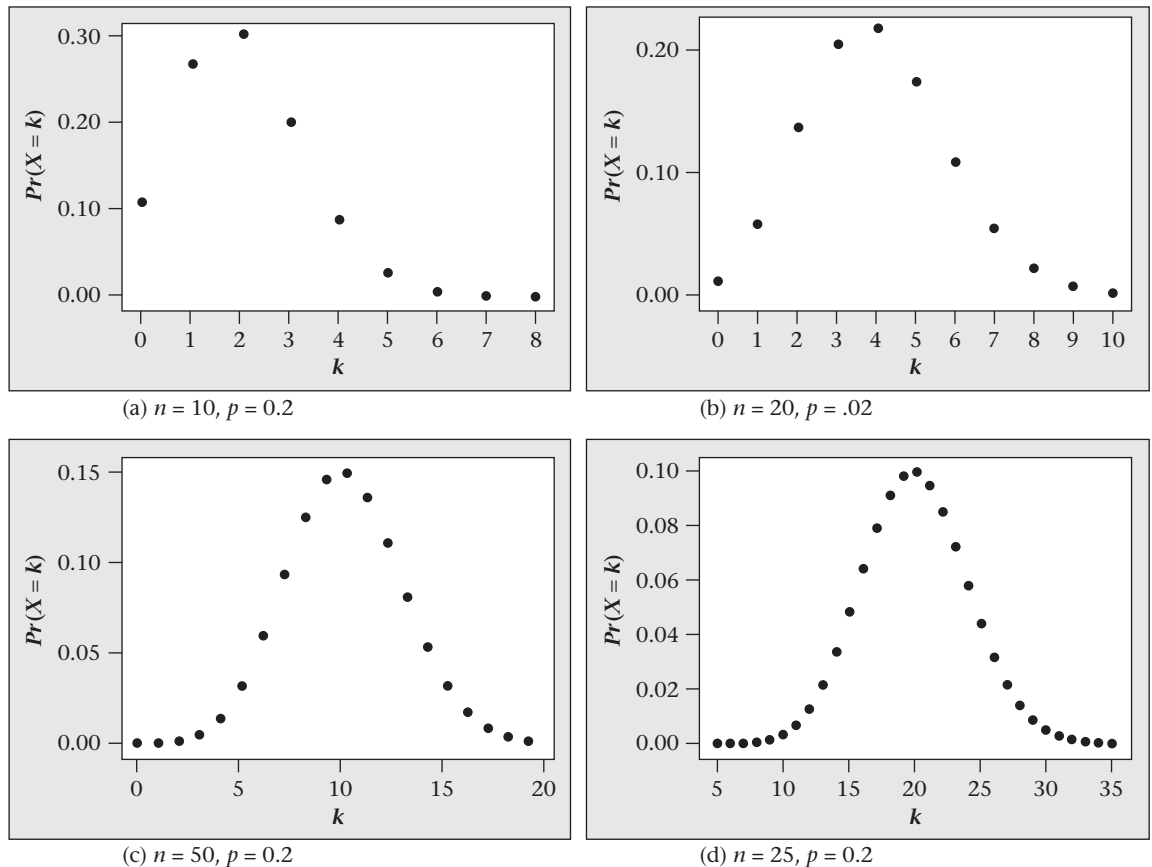 0.30
0.20
0.10
0.00
Pr(X = k)
0 1 2 3 4 5 6 7 8
k
(a) n = 10, p = 0.2
0.20
0.10
0.00
Pr(X = k)
0 1 2 3 4 5 6 7 8 9 10
k
(b) n = 20, p = .02
0.15
0.10
0.05
0.00
Pr(X = k)
0 5 10 15 20
k
(c) n = 50, p = 0.2
0.10
0.08
0.06
0.04
0.02
0.00
Pr(X = k)
5 10 15 20 25 30 35
k
(d) n = 25, p = 0.2